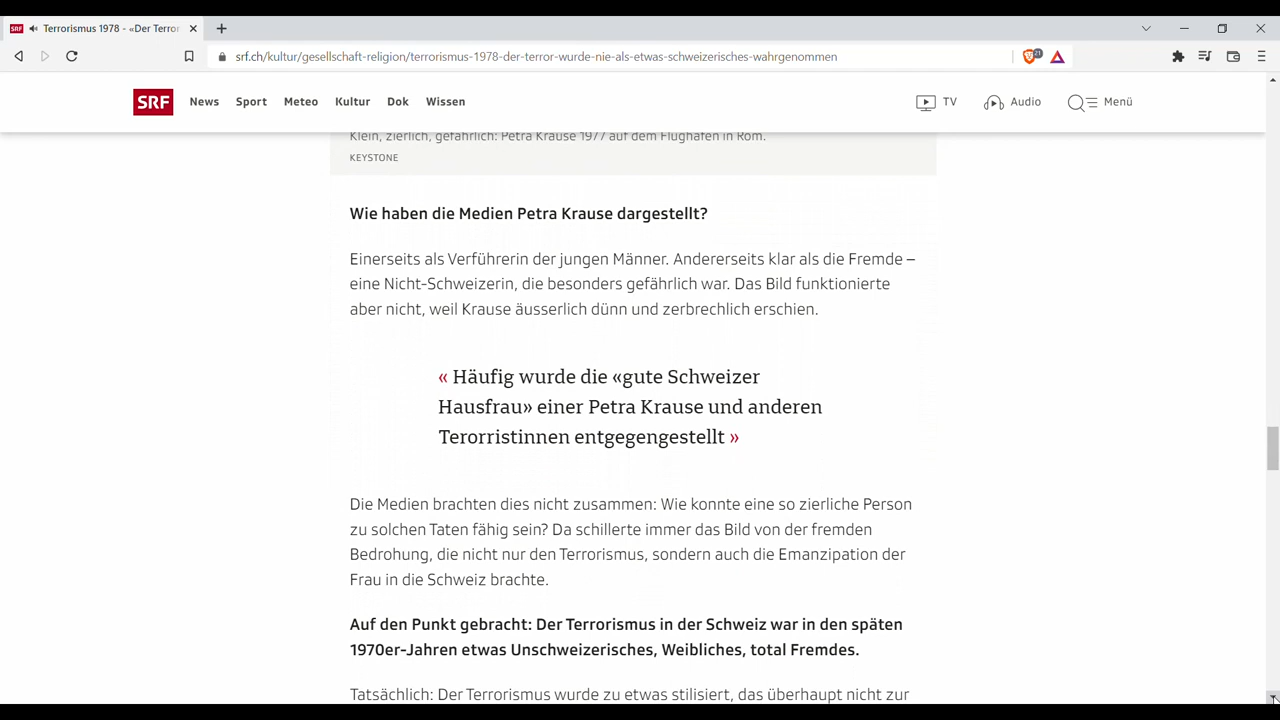 SRF Terrorismus 1978 - «Der Terror
srf.ch/kultur/gesellschaft-religion/terrorismus-1978-der-terror-wurde-nie-als-etwas-schweizerisches-wahrgenommen
21
SRF News Sport Meteo Kultur Dok Wissen TV Audio Menü
Klein, zierlich, gefährlich: Petra Krause 1977 auf dem Flughafen in Rom.
KEYSTONE
Wie haben die Medien Petra Krause dargestellt?
Einerseits als Verführerin der jungen Männer. Andererseits klar als die Fremde –
eine Nicht-Schweizerin, die besonders gefährlich war. Das Bild funktionierte
aber nicht, weil Krause äusserlich dünn und zerbrechlich erschien.
« Häufig wurde die «gute Schweizer
Hausfrau» einer Petra Krause und anderen
Terorristinnen entgegengestellt »
Die Medien brachten dies nicht zusammen: Wie konnte eine so zierliche Person
zu solchen Taten fähig sein? Da schillerte immer das Bild von der fremden
Bedrohung, die nicht nur den Terrorismus, sondern auch die Emanzipation der
Frau in die Schweiz brachte.
Auf den Punkt gebracht: Der Terrorismus in der Schweiz war in den späten
1970er-Jahren etwas Unschweizerisches, Weibliches, total Fremdes.
Tatsächlich: Der Terrorismus wurde zu etwas stilisiert, das überhaupt nicht zur